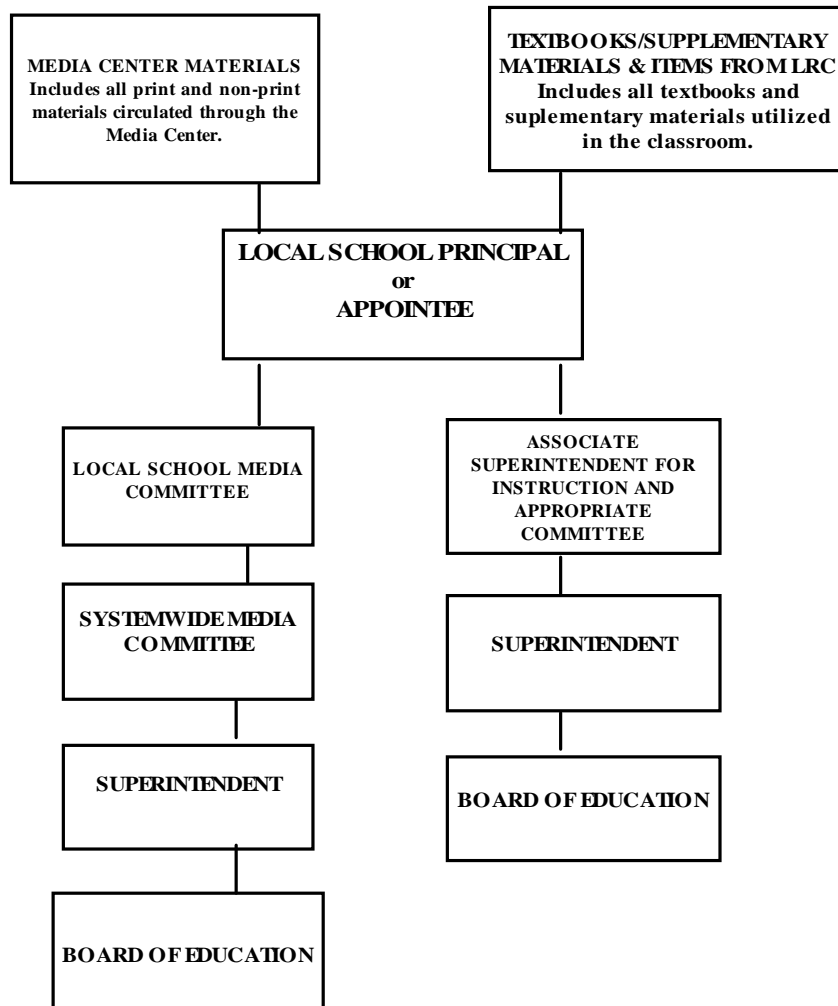 MEDIA CENTER MATERIALS
Includes all print and non-print
materials circulated through the
Media Center.
TEXTBOOKS/SUPPLEMENTARY
MATERIALS & ITEMS FROM LRC
Includes all textbooks and
suplementary materials utilized
in the classroom.
LOCAL SCHOOL PRINCIPAL
or
APPOINTEE
LOCAL SCHOOL MEDIA
COMMITTEE
ASSOCIATE
SUPERINTENDENT FOR
INSTRUCTION AND
APPROPRIATE
COMMITTEE
SYSTEMWIDE MEDIA
COMMITTEE
SUPERINTENDENT
SUPERINTENDENT
BOARD OF EDUCATION
BOARD OF EDUCATION